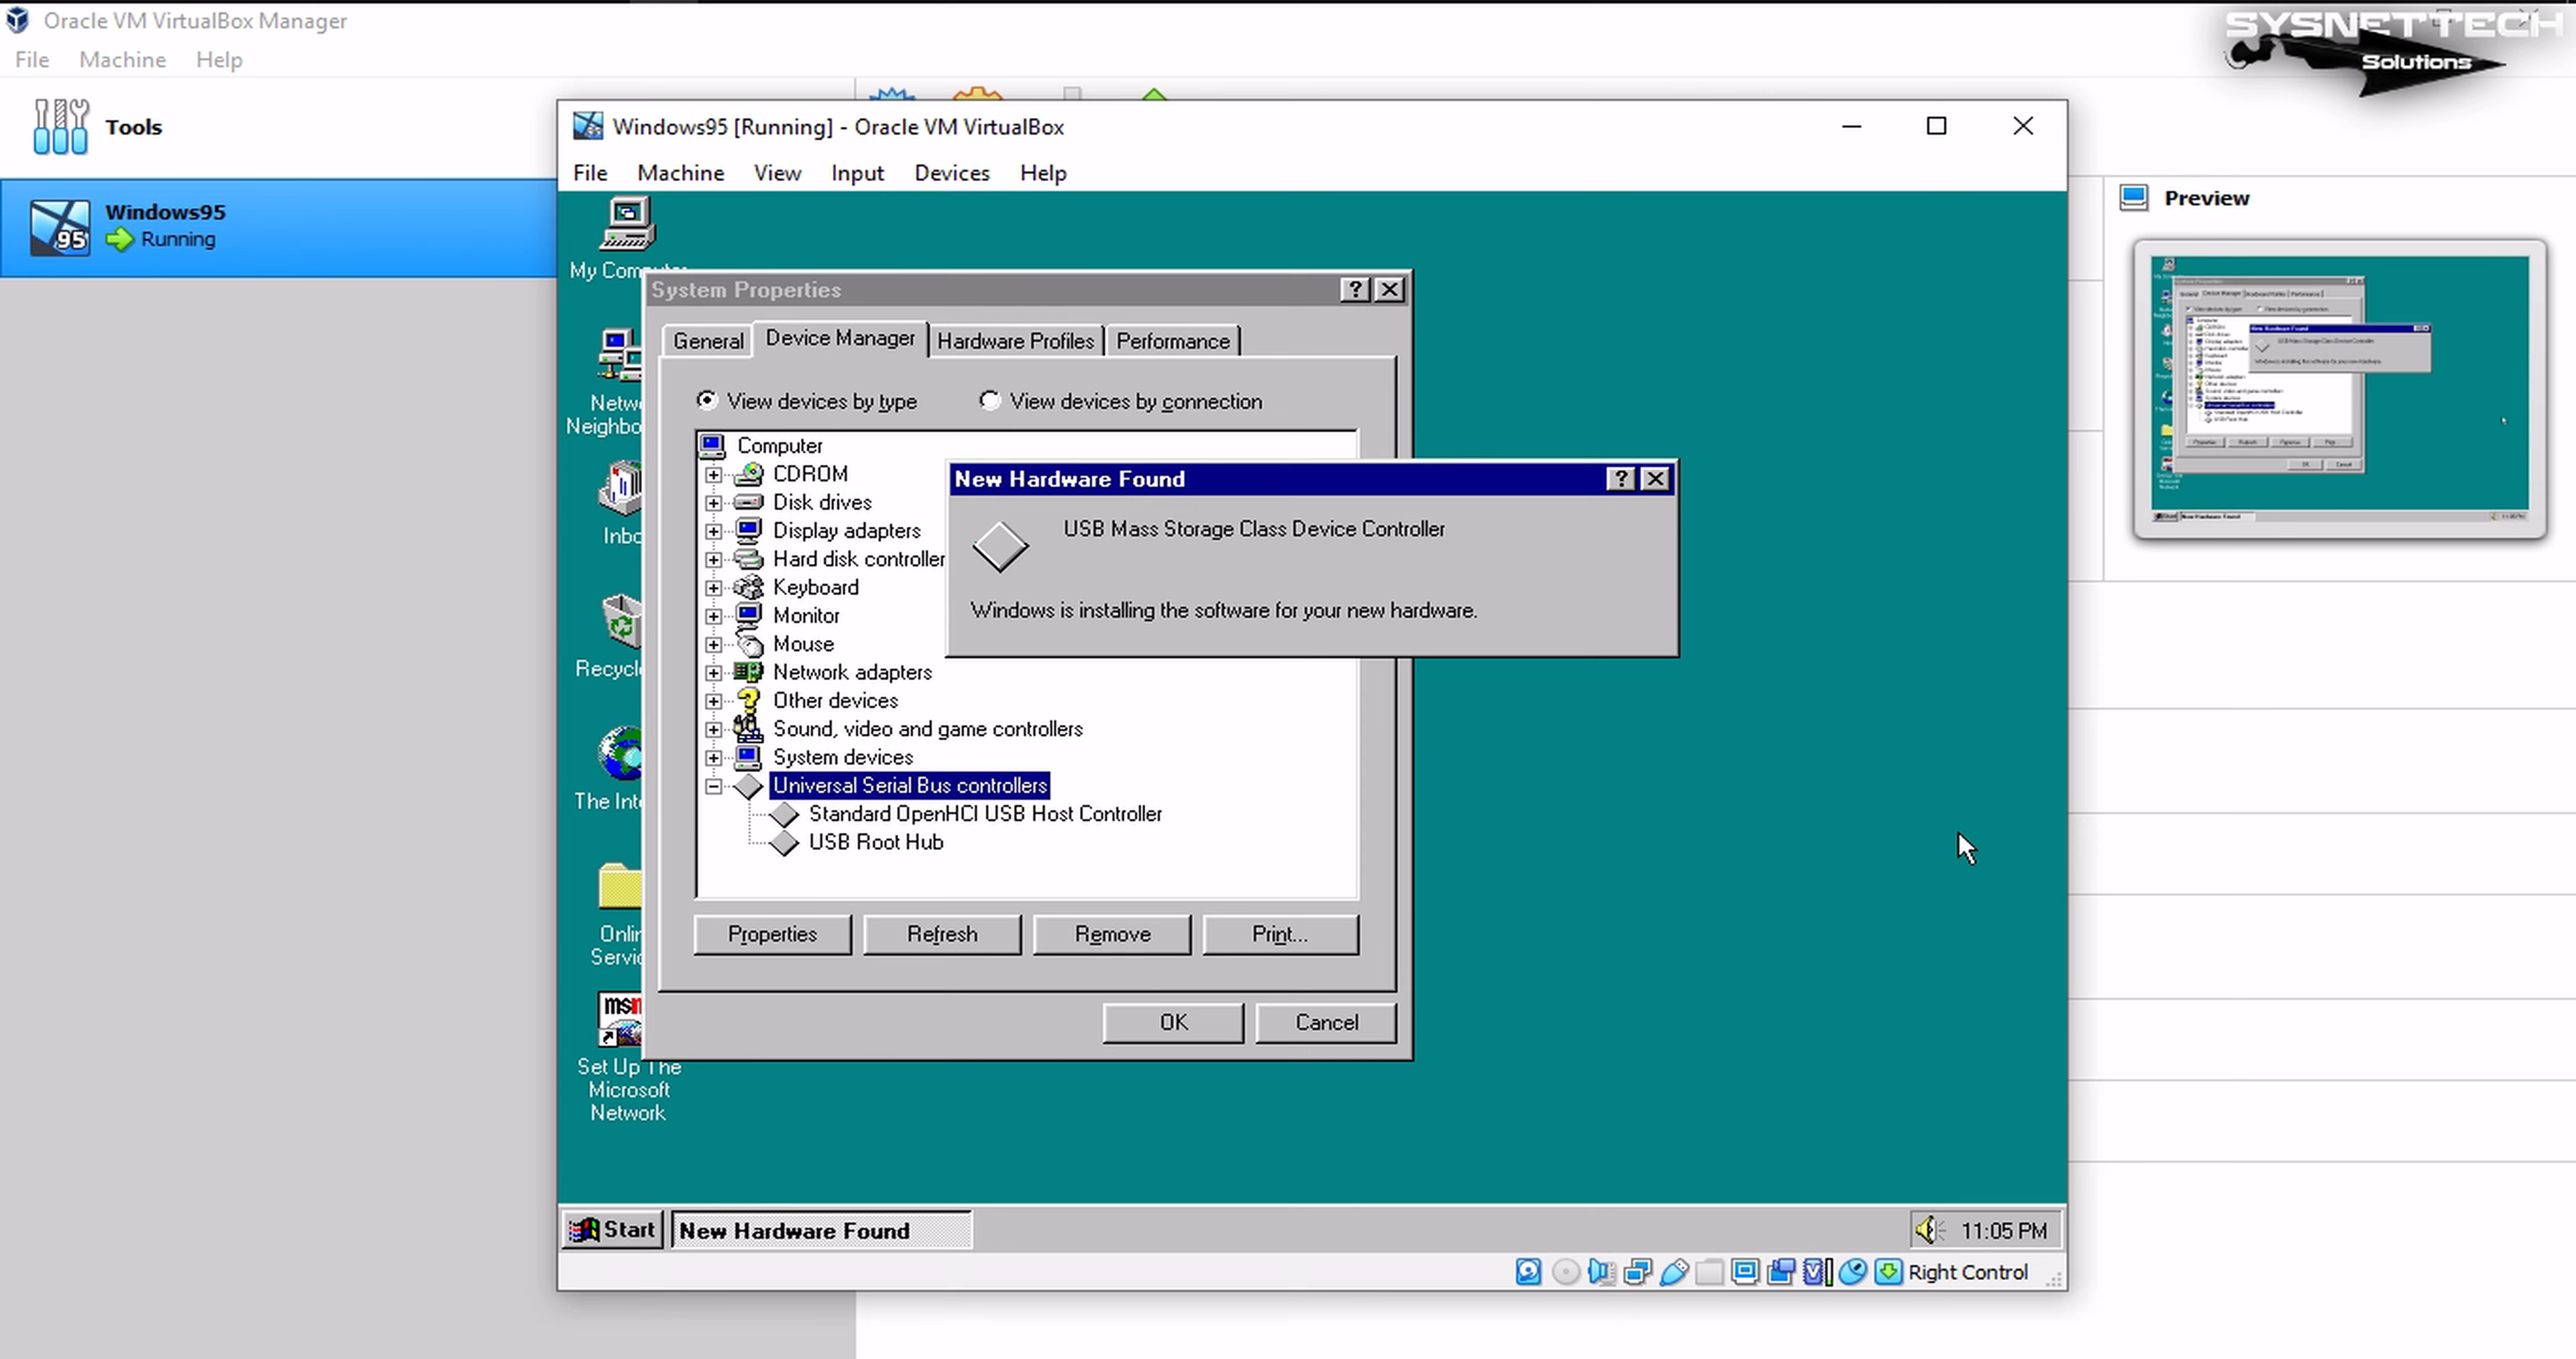 Oracle VM VirtualBox Manager
SYSNETTECH
Solutions
File Machine Help
Tools
Windows95
Running
Preview
Windows95 [Running] - Oracle VM VirtualBox
File Machine View Input Devices Help
System Properties
General Device Manager Hardware Profiles Performance
View devices by type View devices by connection
Computer
CDROM
Disk drives
Display adapters
Hard disk controller
Keyboard
Monitor
Mouse
Network adapters
Other devices
Sound, video and game controllers
System devices
Universal Serial Bus controllers
Standard OpenHCI USB Host Controller
USB Root Hub
Properties Refresh Remove Print...
OK Cancel
New Hardware Found
USB Mass Storage Class Device Controller
Windows is installing the software for your new hardware.
My
95
msn
Set Up The
Microsoft
Network
Start New Hardware Found 11:05 PM
Right Control